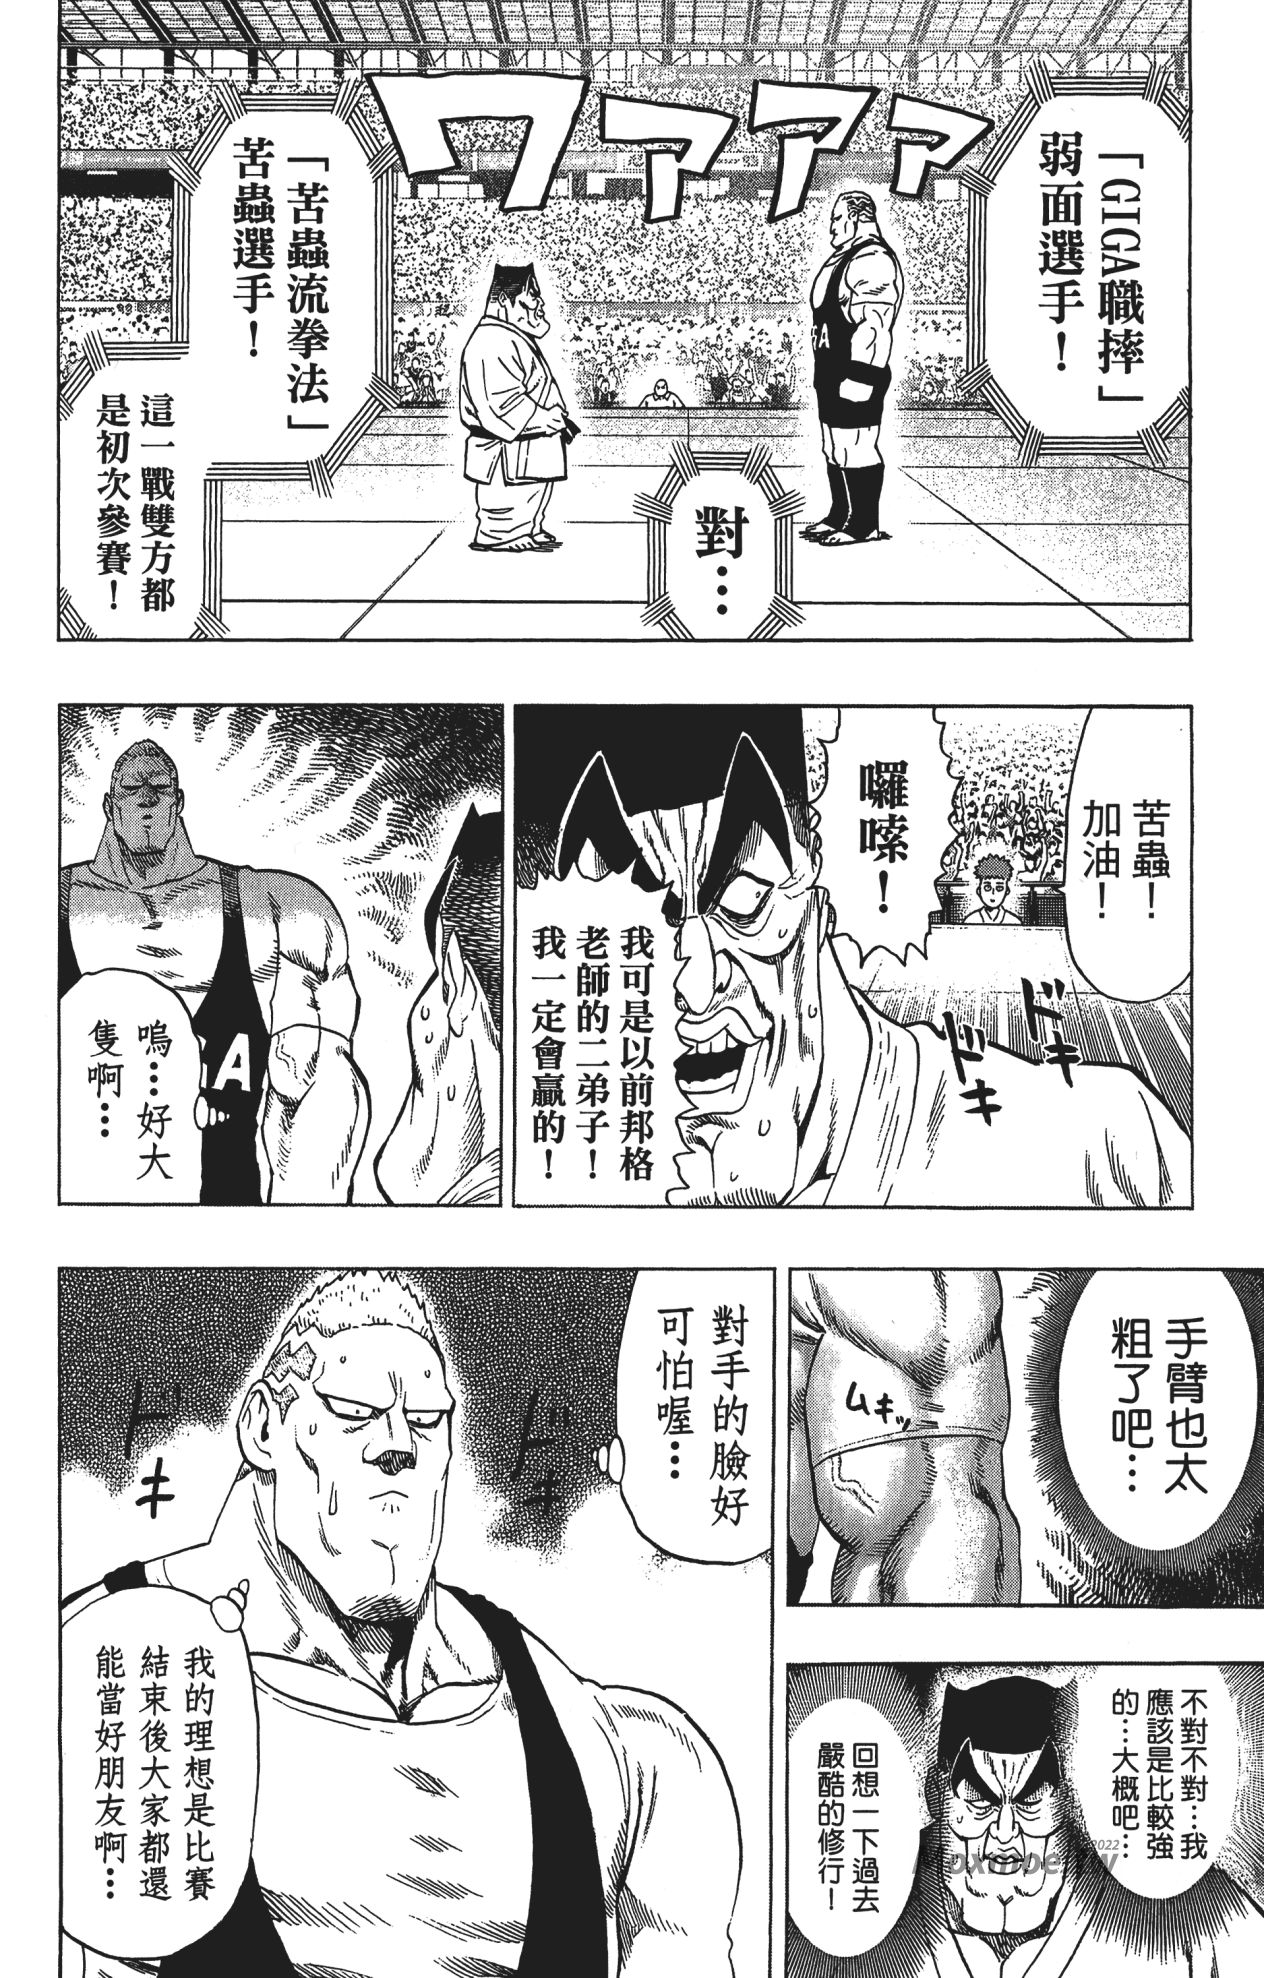 「GIGA職摔」
弱面選手！
ワァァァ
對…
「苦蟲流拳法」
苦蟲選手！
這一戰雙方都
是初次參賽！
苦蟲！
加油！
囉嗦！
ドキ
ドキ
我可是以前邦格
老師的二弟子！
我一定會贏的！
GA
A
嗚…好大
隻啊…
手臂也太
粗了吧…
ムキッ
不對不對…我
應該是比較強
的…大概吧…
回想一下過去
嚴酷的修行！
對手的臉好
可怕喔…
ドキ
ドキ
我的理想是比賽
結束後大家都還
能當好朋友啊…
2022